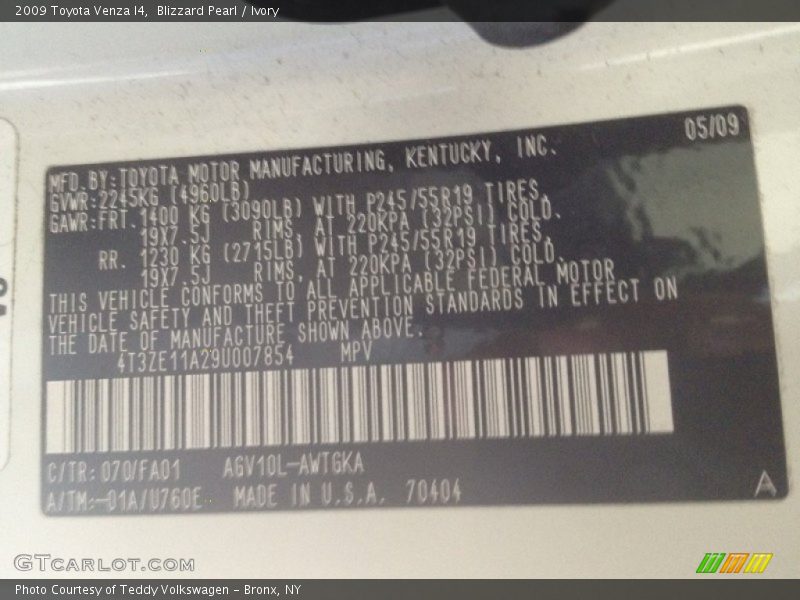 2009 Toyota Venza I4, Blizzard Pearl / Ivory
05/09
MFD.BY:TOYOTA MOTOR MANUFACTURING, KENTUCKY, INC.
GVWR:2245KG (4960LB)
GAWR:FRT.1400 KG (3090LB) WITH P245/55R19 TIRES,
19X7.5J RIMS, AT 220KPA (32PSI) COLD.
RR. 1230 KG (2715LB) WITH P245/55R19 TIRES,
19X7.5J RIMS, AT 220KPA (32PSI) COLD.
THIS VEHICLE CONFORMS TO ALL APPLICABLE FEDERAL MOTOR
VEHICLE SAFETY AND THEFT PREVENTION STANDARDS IN EFFECT ON
THE DATE OF MANUFACTURE SHOWN ABOVE.
4T3ZE11A29U007854 MPV
C/TR: 070/FA01 AGV10L-AWTGKA
A/TM:-01A/U760E MADE IN U.S.A. 70404
A
GTcarlot.com
Photo Courtesy of Teddy Volkswagen - Bronx, NY